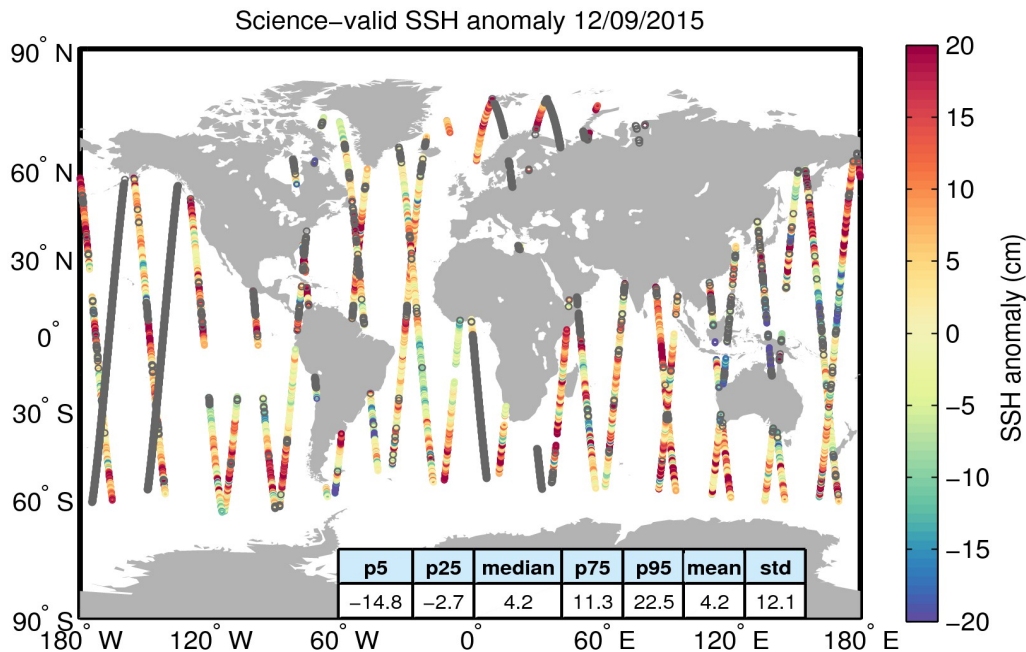 Science−valid SSH anomaly 12/09/2015
90° N
60° N
30° N
0°
30° S
60° S
90° S
180° W
120° W
60° W
0°
60° E
120° E
180° E
p5 p25 median p75 p95 mean std
−14.8 −2.7 4.2 11.3 22.5 4.2 12.1
20
15
10
5
0
−5
−10
−15
−20
SSH anomaly (cm)